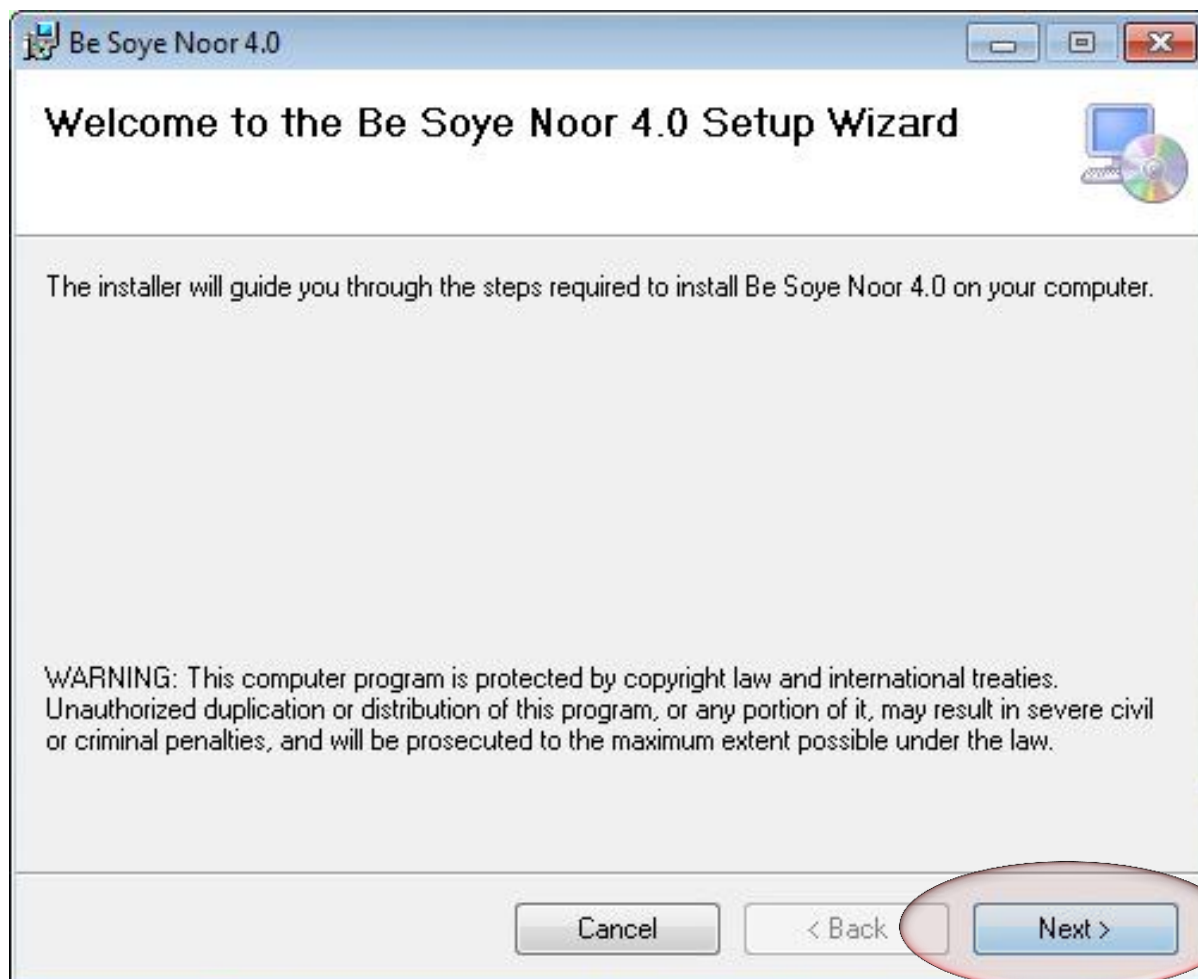 Be Soye Noor 4.0
Welcome to the Be Soye Noor 4.0 Setup Wizard
The installer will guide you through the steps required to install Be Soye Noor 4.0 on your computer.
WARNING: This computer program is protected by copyright law and international treaties.
Unauthorized duplication or distribution of this program, or any portion of it, may result in severe civil
or criminal penalties, and will be prosecuted to the maximum extent possible under the law.
Cancel < Back Next >